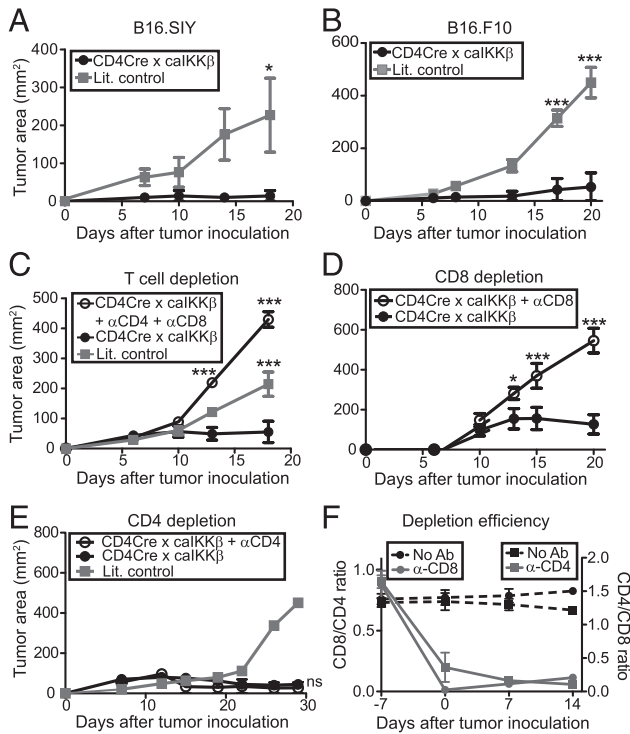 A
B16.SIY
CD4Cre x caIKKβ
Lit. control
Tumor area (mm²)
400
300
200
100
0
*
0 5 10 15 20
Days after tumor inoculation
B
B16.F10
CD4Cre x caIKKβ
Lit. control
600
400
200
0
***
***
0 5 10 15 20
Days after tumor inoculation
C
T cell depletion
CD4Cre x caIKKβ
+ αCD4 + αCD8
CD4Cre x caIKKβ
Lit. control
Tumor area (mm²)
500
400
300
200
100
0
***
***
***
0 5 10 15 20
Days after tumor inoculation
D
CD8 depletion
CD4Cre x caIKKβ + αCD8
CD4Cre x caIKKβ
800
600
400
200
0
*
***
***
0 5 10 15 20
Days after tumor inoculation
E
CD4 depletion
CD4Cre x caIKKβ + αCD4
CD4Cre x caIKKβ
Lit. control
Tumor area (mm²)
800
600
400
200
0
ns
0 10 20 30
Days after tumor inoculation
F
Depletion efficiency
No Ab
α-CD8
No Ab
α-CD4
CD8/CD4 ratio
1.0
0.5
0.0
CD4/CD8 ratio
2.0
1.5
1.0
0.5
0.0
-7 0 7 14
Days after tumor inoculation